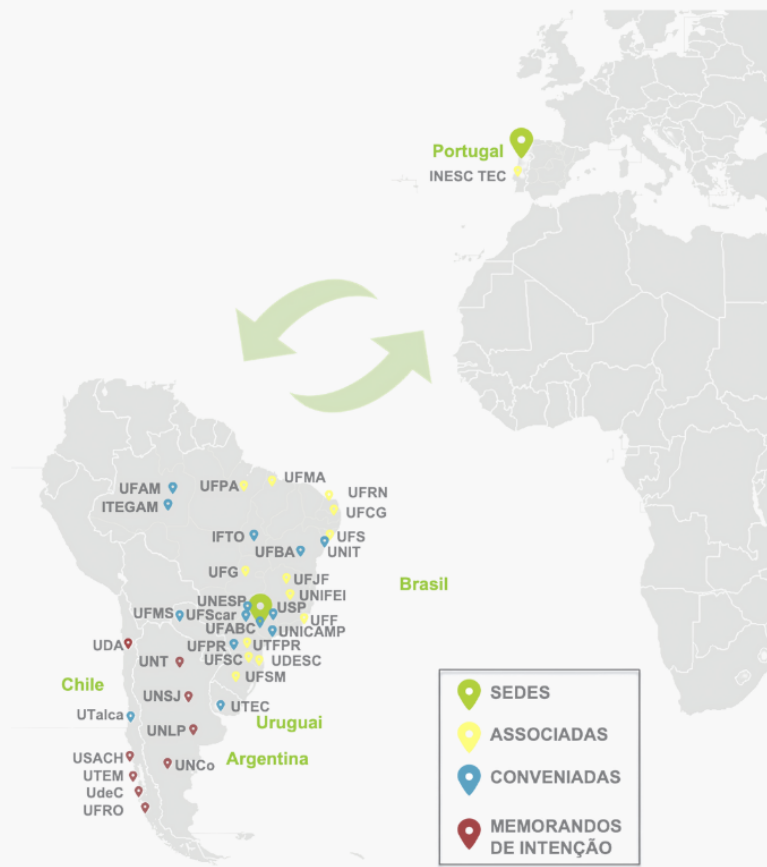 Portugal
INESC TEC
UFAM
UFPA
UFMA
ITEGAM
UFRN
UFCG
IFTO
UFS
UFBA
UNIT
UFG
UFJF
Brasil
UNIFEI
UNESP
USP
UFMS
UFScar
UFF
UFABC
UNICAMP
UDA
UFPR
UTFPR
UNT
UFSC
UDESC
UFSM
Chile
UNSJ
UTEC
UTalca
Uruguai
UNLP
USACH
UNCo
Argentina
UTEM
UdeC
UFRO
SEDES
ASSOCIADAS
CONVENIADAS
MEMORANDOS
DE INTENÇÃO